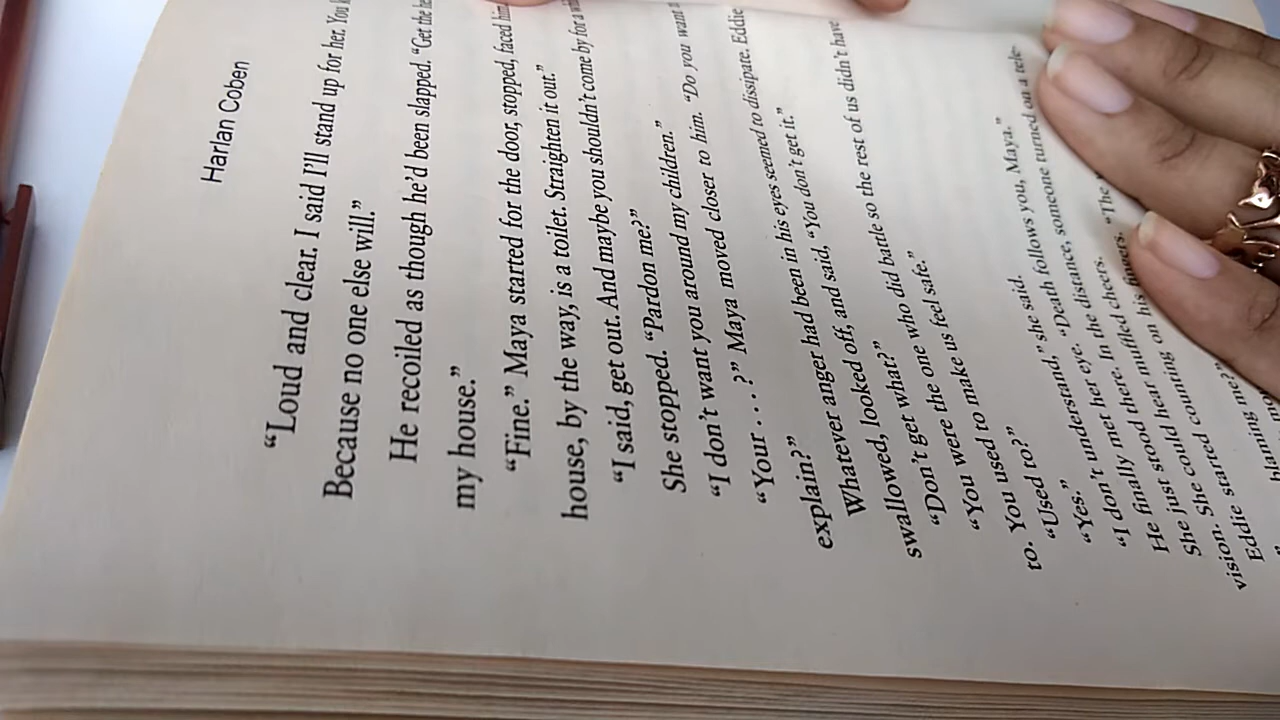 Harlan Coben
“Loud and clear. I said I’ll stand up for her. You
Because no one else will.”
He recoiled as though he’d been slapped. “Get the
my house.”
“Fine.” Maya started for the door, stopped, faced him
house, by the way, is a toilet. Straighten it out.”
“I said, get out. And maybe you shouldn’t come by for a
She stopped. “Pardon me?”
“I don’t want you around my children.”
“Your . . . ?” Maya moved closer to him. “Do you want
explain?”
Whatever anger had been in his eyes seemed to dissipate. Eddie
swallowed, looked off, and said, “You don’t get it.”
“Don’t get what?”
“You were the one who did battle so the rest of us didn’t have
to. You used to make us feel safe.”
“Used to?”
“Yes.”
“I don’t understand,” she said.
He finally met her eye. “Death follows you, Maya.”
She just stood there. In the distance, someone turned on a tele-
vision. She could hear muffled cheers.
Eddie started counting on his fingers. “The
blaming me?”